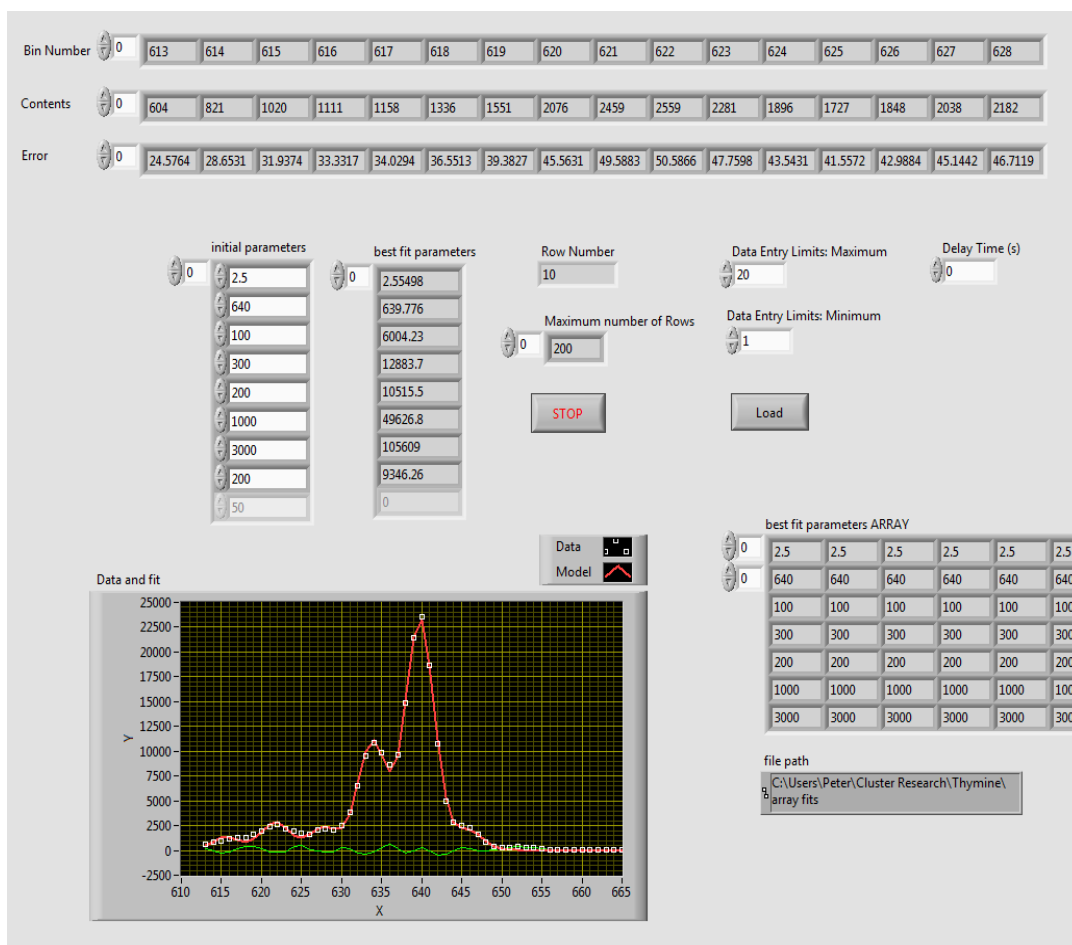 Bin Number 0 613 614 615 616 617 618 619 620 621 622 623 624 625 626 627 628
Contents 0 604 821 1020 1111 1158 1336 1551 2076 2459 2559 2281 1896 1727 1848 2038 2182
Error 0 24.5764 28.6531 31.9374 33.3317 34.0294 36.5513 39.3827 45.5631 49.5883 50.5866 47.7598 43.5431 41.5572 42.9884 45.1442 46.7119
initial parameters
0 2.5
640
100
300
200
1000
3000
200
50
best fit parameters
0 2.55498
639.776
6004.23
12883.7
10515.5
49626.8
105609
9346.26
0
Row Number
10
Maximum number of Rows
0 200
STOP
Data Entry Limits: Maximum
20
Data Entry Limits: Minimum
1
Load
Delay Time (s)
0
best fit parameters ARRAY
0 2.5 2.5 2.5 2.5 2.5 2.5
0 640 640 640 640 640 640
100 100 100 100 100 100
300 300 300 300 300 300
200 200 200 200 200 200
1000 1000 1000 1000 1000 100
3000 3000 3000 3000 3000 300
file path
C:\Users\Peter\Cluster Research\Thymine\
array fits
Data
Model
Data and fit
25000
22500
20000
17500
15000
12500
10000
7500
5000
2500
0
-2500
Y
610 615 620 625 630 635 640 645 650 655 660 665
X